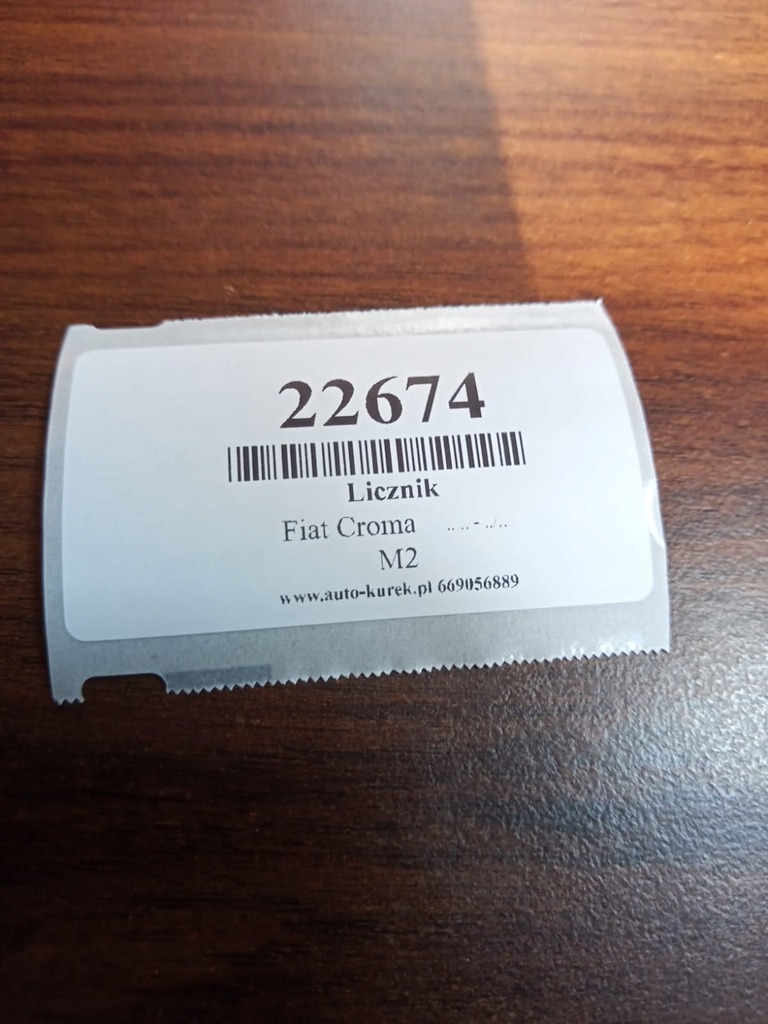 22674
Licznik
Fiat Croma
M2
www.auto-kurek.pl 669056889